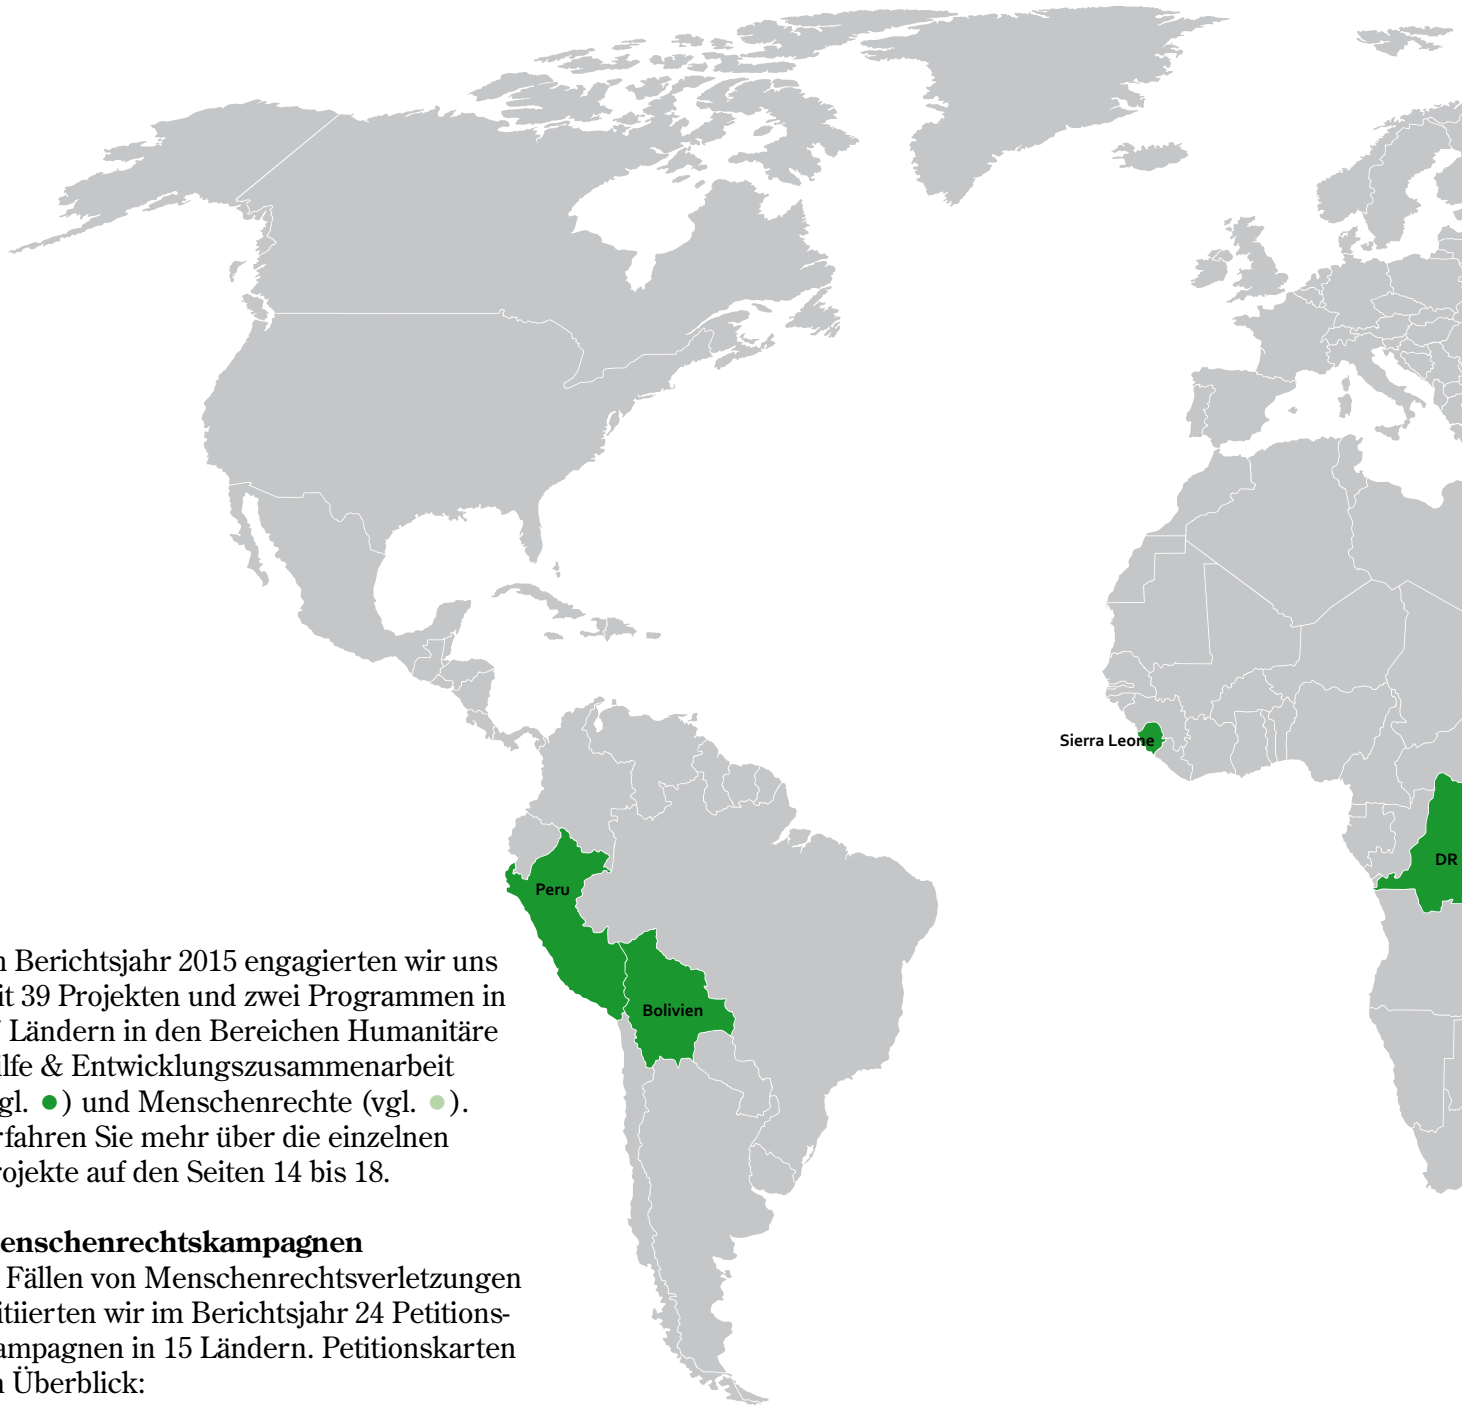 Sierra Leone
DR
Peru
Bolivien
n Berichtsjahr 2015 engagierten wir uns
it 39 Projekten und zwei Programmen in
Ländern in den Bereichen Humanitäre
ilfe & Entwicklungszusammenarbeit
gl. ●) und Menschenrechte (vgl. ●).
rfahren Sie mehr über die einzelnen
rojekte auf den Seiten 14 bis 18.
enschenrechtskampagnen
Fällen von Menschenrechtsverletzungen
itiierten wir im Berichtsjahr 24 Petitions-
ampagnen in 15 Ländern. Petitionskarten
n Überblick: